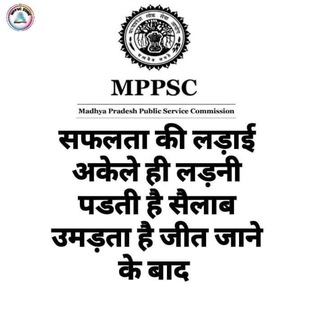 MPPSC
Madhya Pradesh Public Service Commission
सफलता की लड़ाई
अकेले ही लड़नी
पडती है सैलाब
उमड़ता है जीत जाने
के बाद